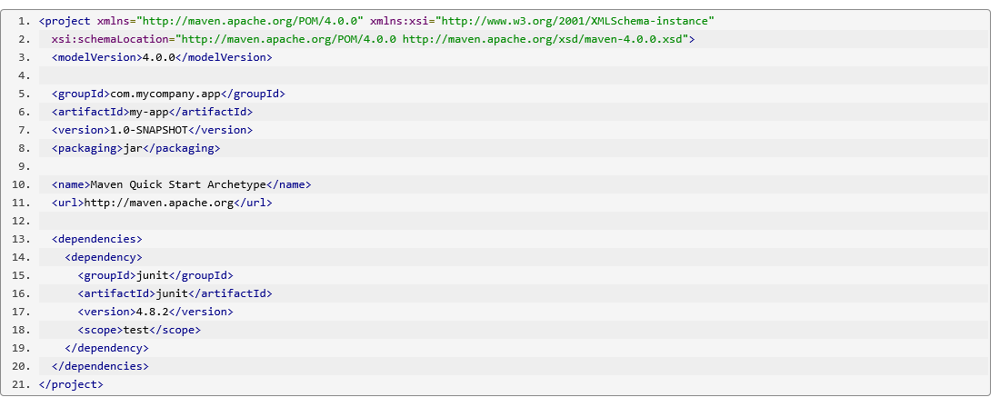 1. <project xmlns="http://maven.apache.org/POM/4.0.0" xmlns:xsi="http://www.w3.org/2001/XMLSchema-instance"
2.   xsi:schemaLocation="http://maven.apache.org/POM/4.0.0 http://maven.apache.org/xsd/maven-4.0.0.xsd">
3.   <modelVersion>4.0.0</modelVersion>
4.
5.   <groupId>com.mycompany.app</groupId>
6.   <artifactId>my-app</artifactId>
7.   <version>1.0-SNAPSHOT</version>
8.   <packaging>jar</packaging>
9.
10.   <name>Maven Quick Start Archetype</name>
11.   <url>http://maven.apache.org</url>
12.
13.   <dependencies>
14.     <dependency>
15.       <groupId>junit</groupId>
16.       <artifactId>junit</artifactId>
17.       <version>4.8.2</version>
18.       <scope>test</scope>
19.     </dependency>
20.   </dependencies>
21. </project>